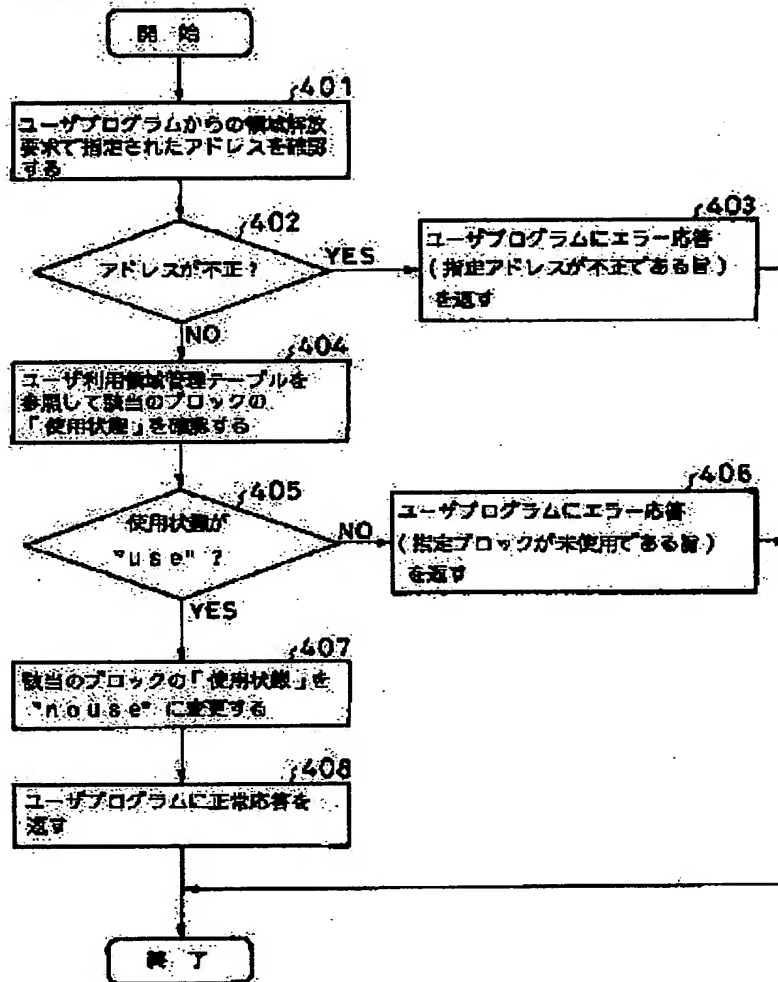 開 始
401
ユーザプログラムからの領域解放
要求で指定されたアドレスを確認
する
402
アドレスが不正?
YES
403
ユーザプログラムにエラー応答
(指定アドレスが不正である旨)
を返す
NO
404
ユーザ利用領域管理テーブルを
参照して該当のブロックの
「使用状態」を確認する
405
使用状態が
"use"?
NO
406
ユーザプログラムにエラー応答
(指定ブロックが未使用である旨)
を返す
YES
407
該当のブロックの「使用状態」を
"nouse"に変更する
408
ユーザプログラムに正常応答を
返す
終 了